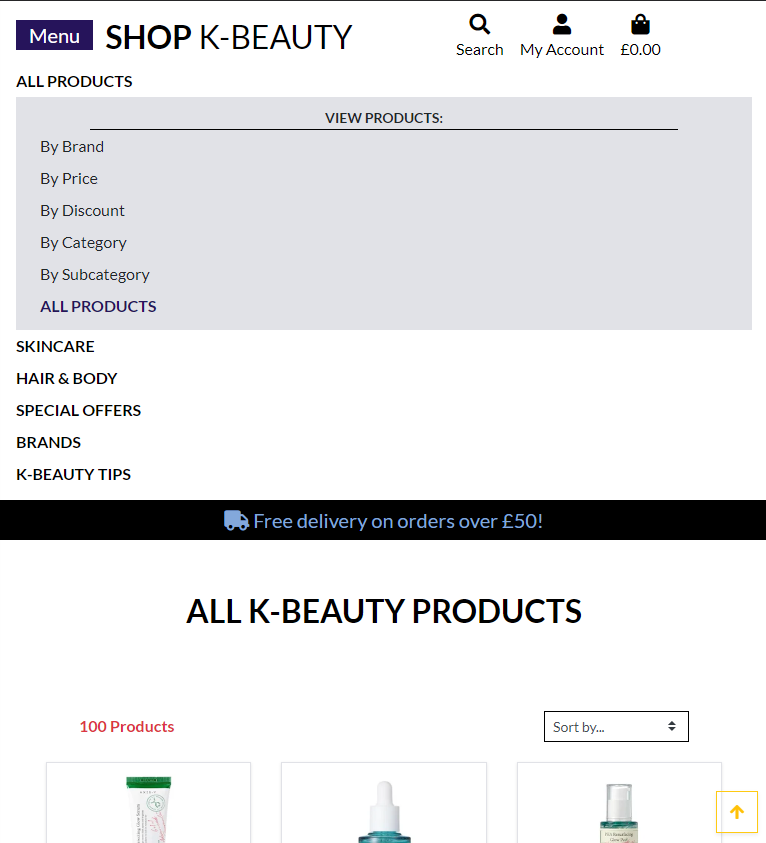 Menu SHOP K-BEAUTY
Search My Account £0.00
ALL PRODUCTS
VIEW PRODUCTS:
By Brand
By Price
By Discount
By Category
By Subcategory
ALL PRODUCTS
SKINCARE
HAIR & BODY
SPECIAL OFFERS
BRANDS
K-BEAUTY TIPS
Free delivery on orders over £50!
ALL K-BEAUTY PRODUCTS
100 Products
Sort by...